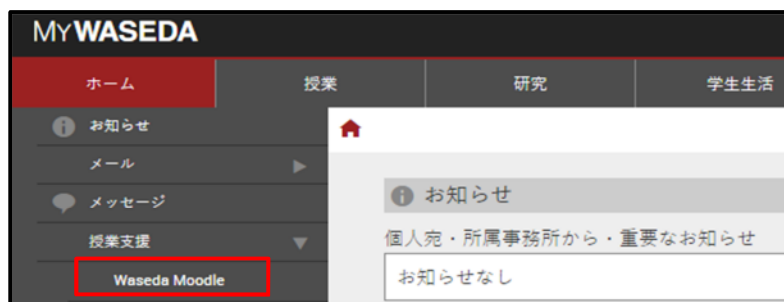 MYWASEDA
ホーム 授業 研究 学生生活
お知らせ
メール
メッセージ
授業支援
Waseda Moodle
お知らせ
個人宛・所属事務所から・重要なお知らせ
お知らせなし